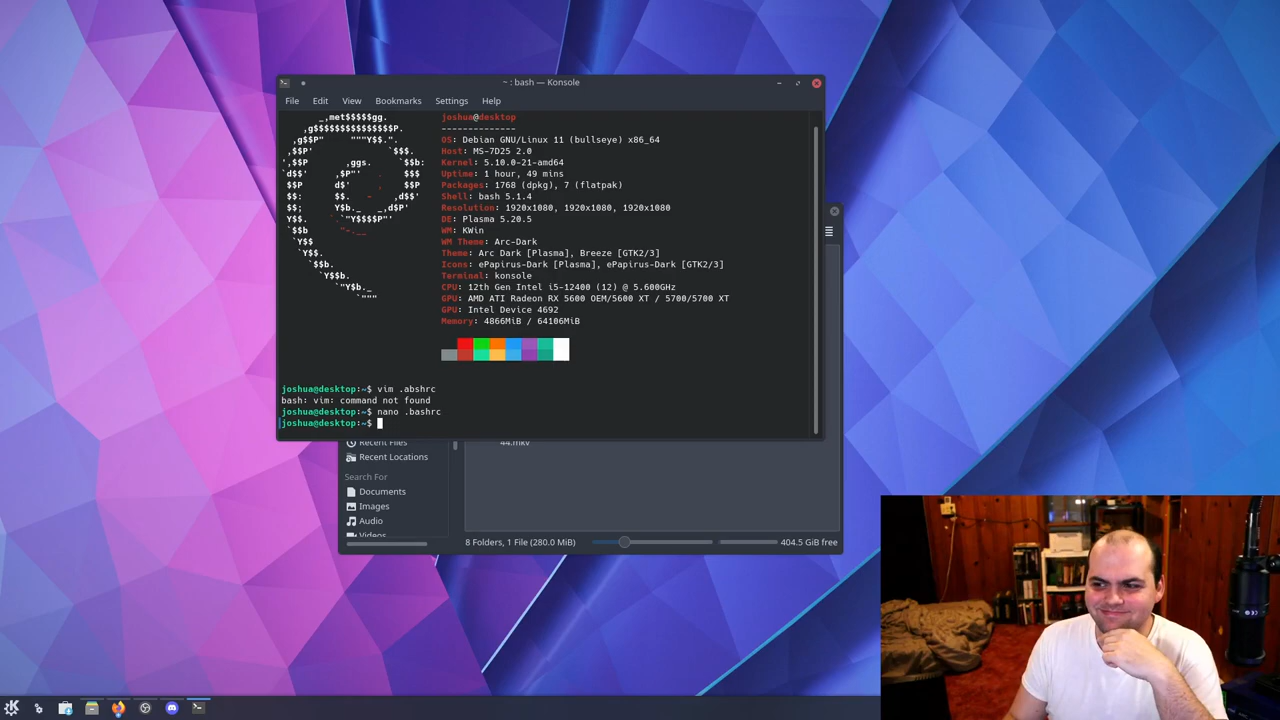 ~ : bash — Konsole
File Edit View Bookmarks Settings Help
_,met$$$$$gg.
,g$$$$$$$$$$$$$$$P.
,g$$P"     """Y$$.".
,$$P'              `$$$.
',$$P       ,ggs.     `$$b:
`d$$'     ,$P"'   .    $$$
$$P      d$'     ,    $$P
$$:      $$.   -    ,d$$'
$$;      Y$b._   _,d$P'
Y$$.    `.`"Y$$$$P"'
`$$b      "-.__
`Y$$
`Y$$.
`$$b.
`Y$$b.
`"Y$b._
`"""
joshua@desktop
--------------
OS: Debian GNU/Linux 11 (bullseye) x86_64
Host: MS-7D25 2.0
Kernel: 5.10.0-21-amd64
Uptime: 1 hour, 49 mins
Packages: 1768 (dpkg), 7 (flatpak)
Shell: bash 5.1.4
Resolution: 1920x1080, 1920x1080, 1920x1080
DE: Plasma 5.20.5
WM: KWin
WM Theme: Arc-Dark
Theme: Arc Dark [Plasma], Breeze [GTK2/3]
Icons: ePapirus-Dark [Plasma], ePapirus-Dark [GTK2/3]
Terminal: konsole
CPU: 12th Gen Intel i5-12400 (12) @ 5.600GHz
GPU: AMD ATI Radeon RX 5600 OEM/5600 XT / 5700/5700 XT
GPU: Intel Device 4692
Memory: 4866MiB / 64106MiB
joshua@desktop:~$ vim .abshrc
bash: vim: command not found
joshua@desktop:~$ nano .bashrc
joshua@desktop:~$
Recent Files
Recent Locations
Search For
Documents
Images
Audio
Videos
44.mkv
8 Folders, 1 File (280.0 MiB)
404.5 GiB free